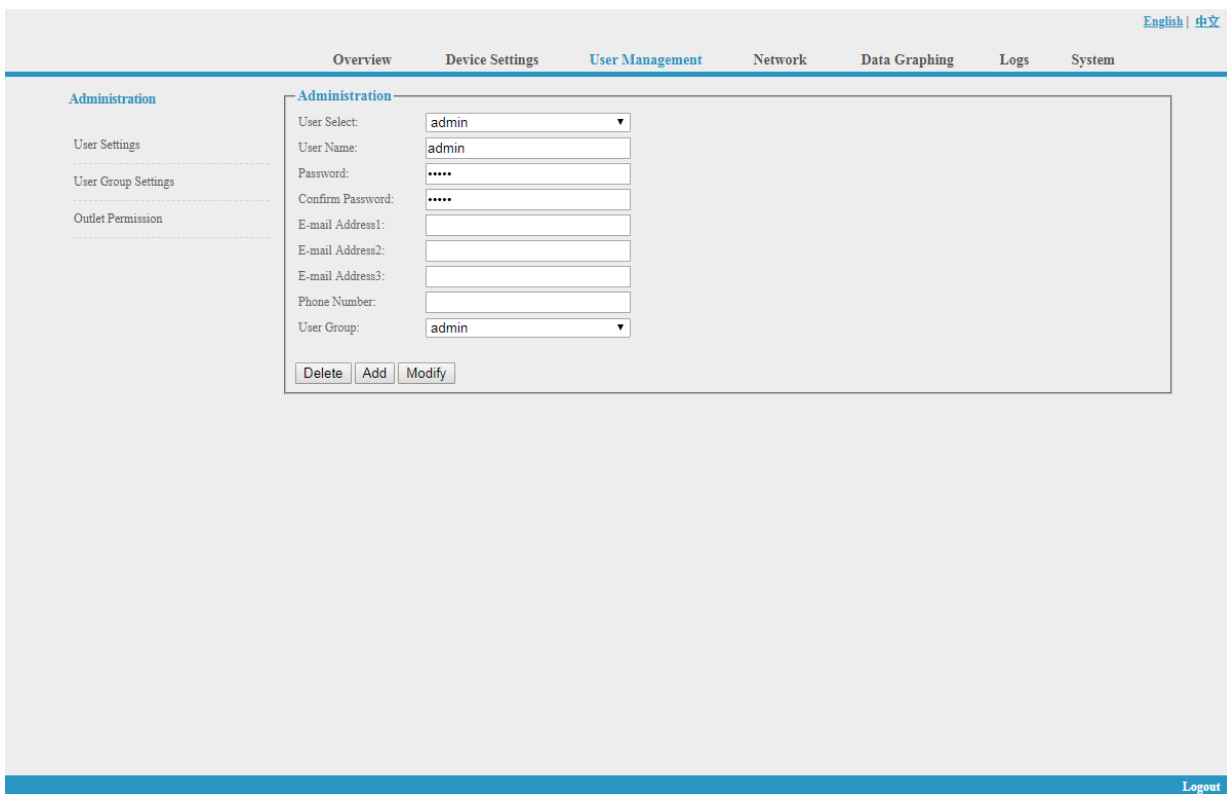 English | 中文
Overview Device Settings User Management Network Data Graphing Logs System
Administration
User Settings
User Group Settings
Outlet Permission
Administration
User Select: admin
User Name: admin
Password: •••••
Confirm Password: •••••
E-mail Address1:
E-mail Address2:
E-mail Address3:
Phone Number:
User Group: admin
Delete Add Modify
Logout